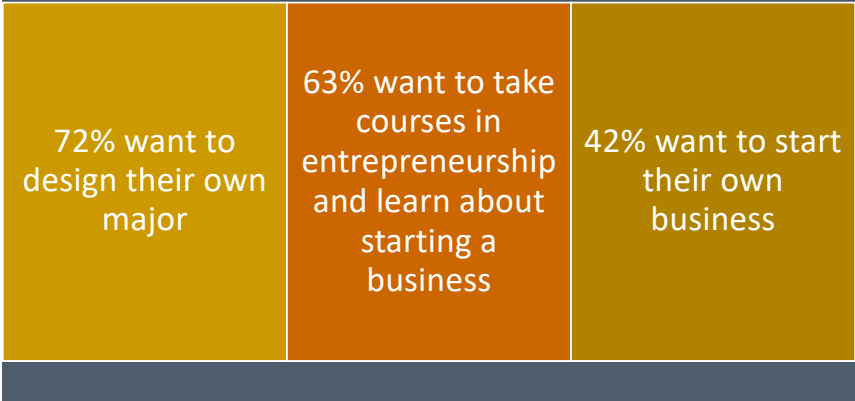 72% want to
design their own
major
63% want to take
courses in
entrepreneurship
and learn about
starting a
business
42% want to start
their own
business